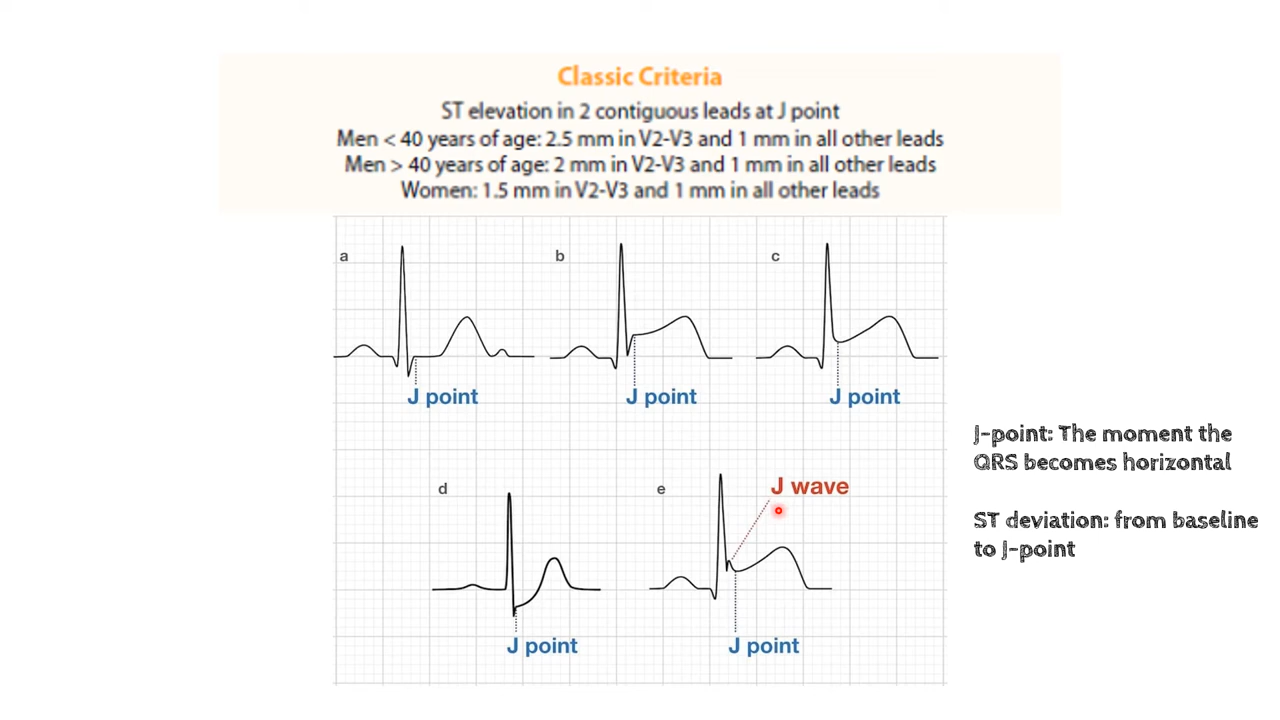 Classic Criteria
ST elevation in 2 contiguous leads at J point
Men < 40 years of age: 2.5 mm in V2-V3 and 1 mm in all other leads
Men > 40 years of age: 2 mm in V2-V3 and 1 mm in all other leads
Women: 1.5 mm in V2-V3 and 1 mm in all other leads
a
b
c
J point
J point
J point
d
e
J wave
J point
J point
J-point: The moment the
QRS becomes horizontal
ST deviation: from baseline
to J-point